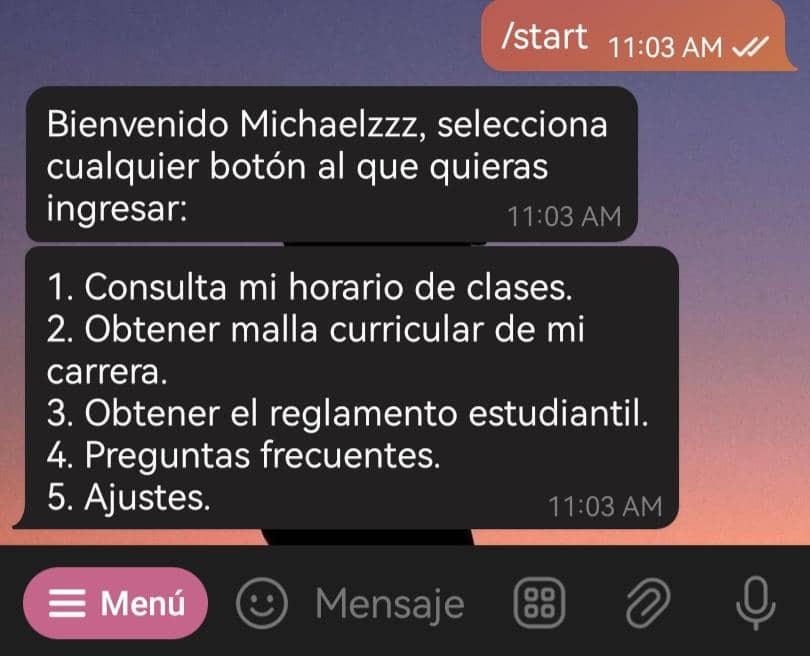 /start 11:03 AM
Bienvenido Michaelzzz, selecciona
cualquier botón al que quieras
ingresar:
11:03 AM
1. Consulta mi horario de clases.
2. Obtener malla curricular de mi
carrera.
3. Obtener el reglamento estudiantil.
4. Preguntas frecuentes.
5. Ajustes.
11:03 AM
Menú Mensaje